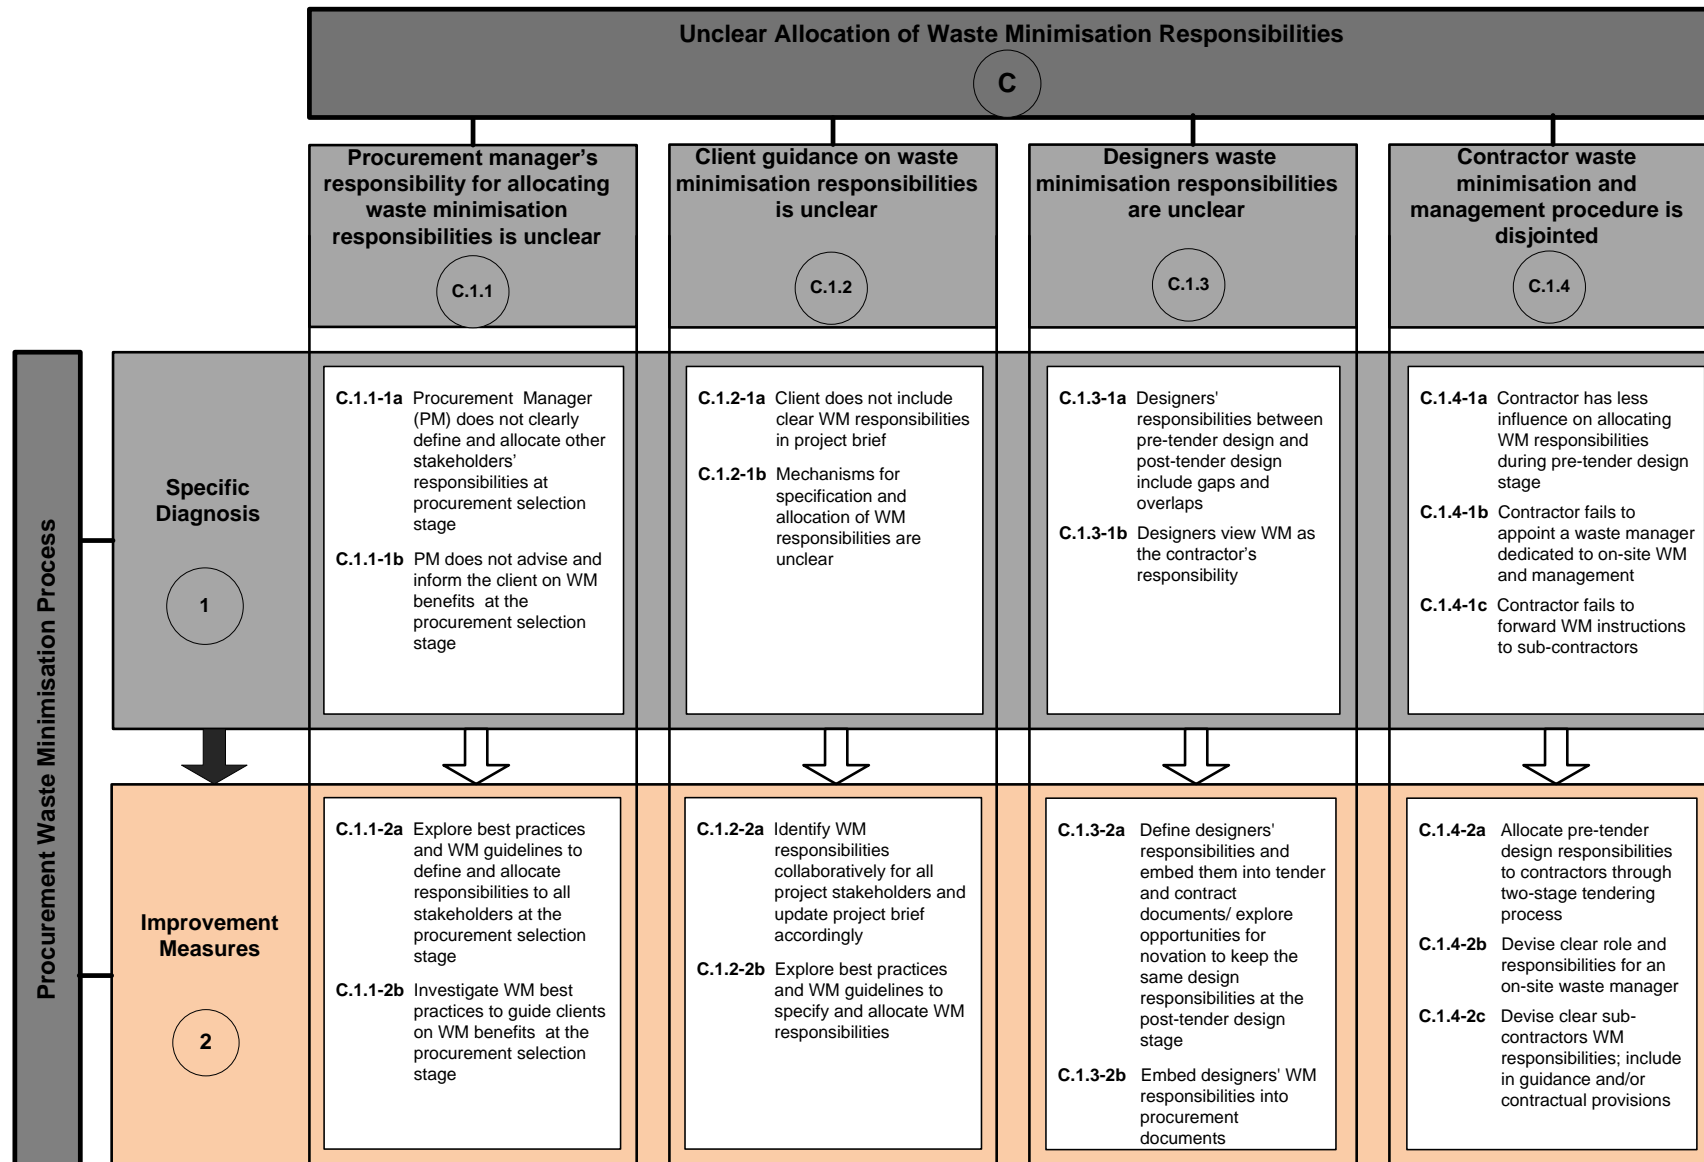 Unclear Allocation of Waste Minimisation Responsibilities
C
Procurement manager's
responsibility for allocating
waste minimisation
responsibilities is unclear
C.1.1
Client guidance on waste
minimisation responsibilities
is unclear
C.1.2
Designers waste
minimisation responsibilities
are unclear
C.1.3
Contractor waste
minimisation and
management procedure is
disjointed
C.1.4
Procurement Waste Minimisation Process
Specific
Diagnosis
1
C.1.1-1a Procurement Manager
(PM) does not clearly
define and allocate other
stakeholders'
responsibilities at
procurement selection
stage
C.1.1-1b PM does not advise and
inform the client on WM
benefits at the
procurement selection
stage
C.1.2-1a Client does not include
clear WM responsibilities
in project brief
C.1.2-1b Mechanisms for
specification and
allocation of WM
responsibilities are
unclear
C.1.3-1a Designers'
responsibilities between
pre-tender design and
post-tender design
include gaps and
overlaps
C.1.3-1b Designers view WM as
the contractor's
responsibility
C.1.4-1a Contractor has less
influence on allocating
WM responsibilities
during pre-tender design
stage
C.1.4-1b Contractor fails to
appoint a waste manager
dedicated to on-site WM
and management
C.1.4-1c Contractor fails to
forward WM instructions
to sub-contractors
Improvement
Measures
2
C.1.1-2a Explore best practices
and WM guidelines to
define and allocate
responsibilities to all
stakeholders at the
procurement selection
stage
C.1.1-2b Investigate WM best
practices to guide clients
on WM benefits at the
procurement selection
stage
C.1.2-2a Identify WM
responsibilities
collaboratively for all
project stakeholders and
update project brief
accordingly
C.1.2-2b Explore best practices
and WM guidelines to
specify and allocate WM
responsibilities
C.1.3-2a Define designers'
responsibilities and
embed them into tender
and contract
documents/ explore
opportunities for
novation to keep the
same design
responsibilities at the
post-tender design
stage
C.1.3-2b Embed designers' WM
responsibilities into
procurement
documents
C.1.4-2a Allocate pre-tender
design responsibilities
to contractors through
two-stage tendering
process
C.1.4-2b Devise clear role and
responsibilities for an
on-site waste manager
C.1.4-2c Devise clear sub-
contractors WM
responsibilities; include
in guidance and/or
contractual provisions